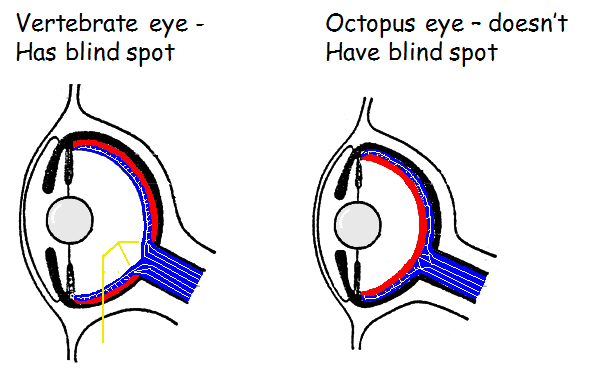 Vertebrate eye -
Has blind spot
Octopus eye – doesn't
Have blind spot